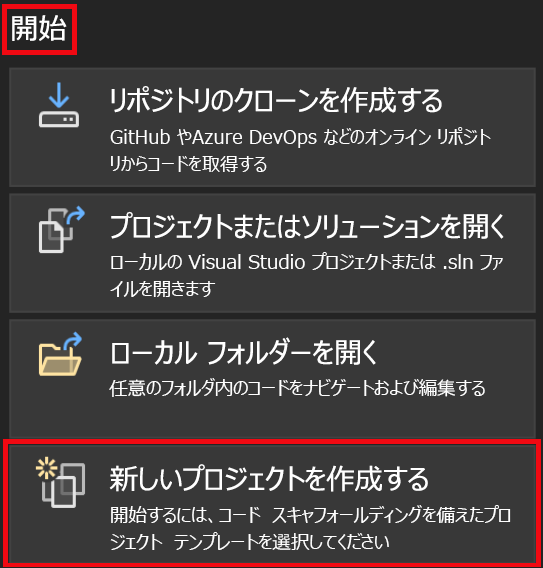 開始
リポジトリのクローンを作成する
GitHub やAzure DevOps などのオンライン リポジト
リからコードを取得する
プロジェクトまたはソリューションを開く
ローカルの Visual Studio プロジェクトまたは .sln ファ
イルを開きます
ローカル フォルダーを開く
任意のフォルダ内のコードをナビゲートおよび編集する
新しいプロジェクトを作成する
開始するには、コード スキャフォールディングを備えたプロ
ジェクト テンプレートを選択してください